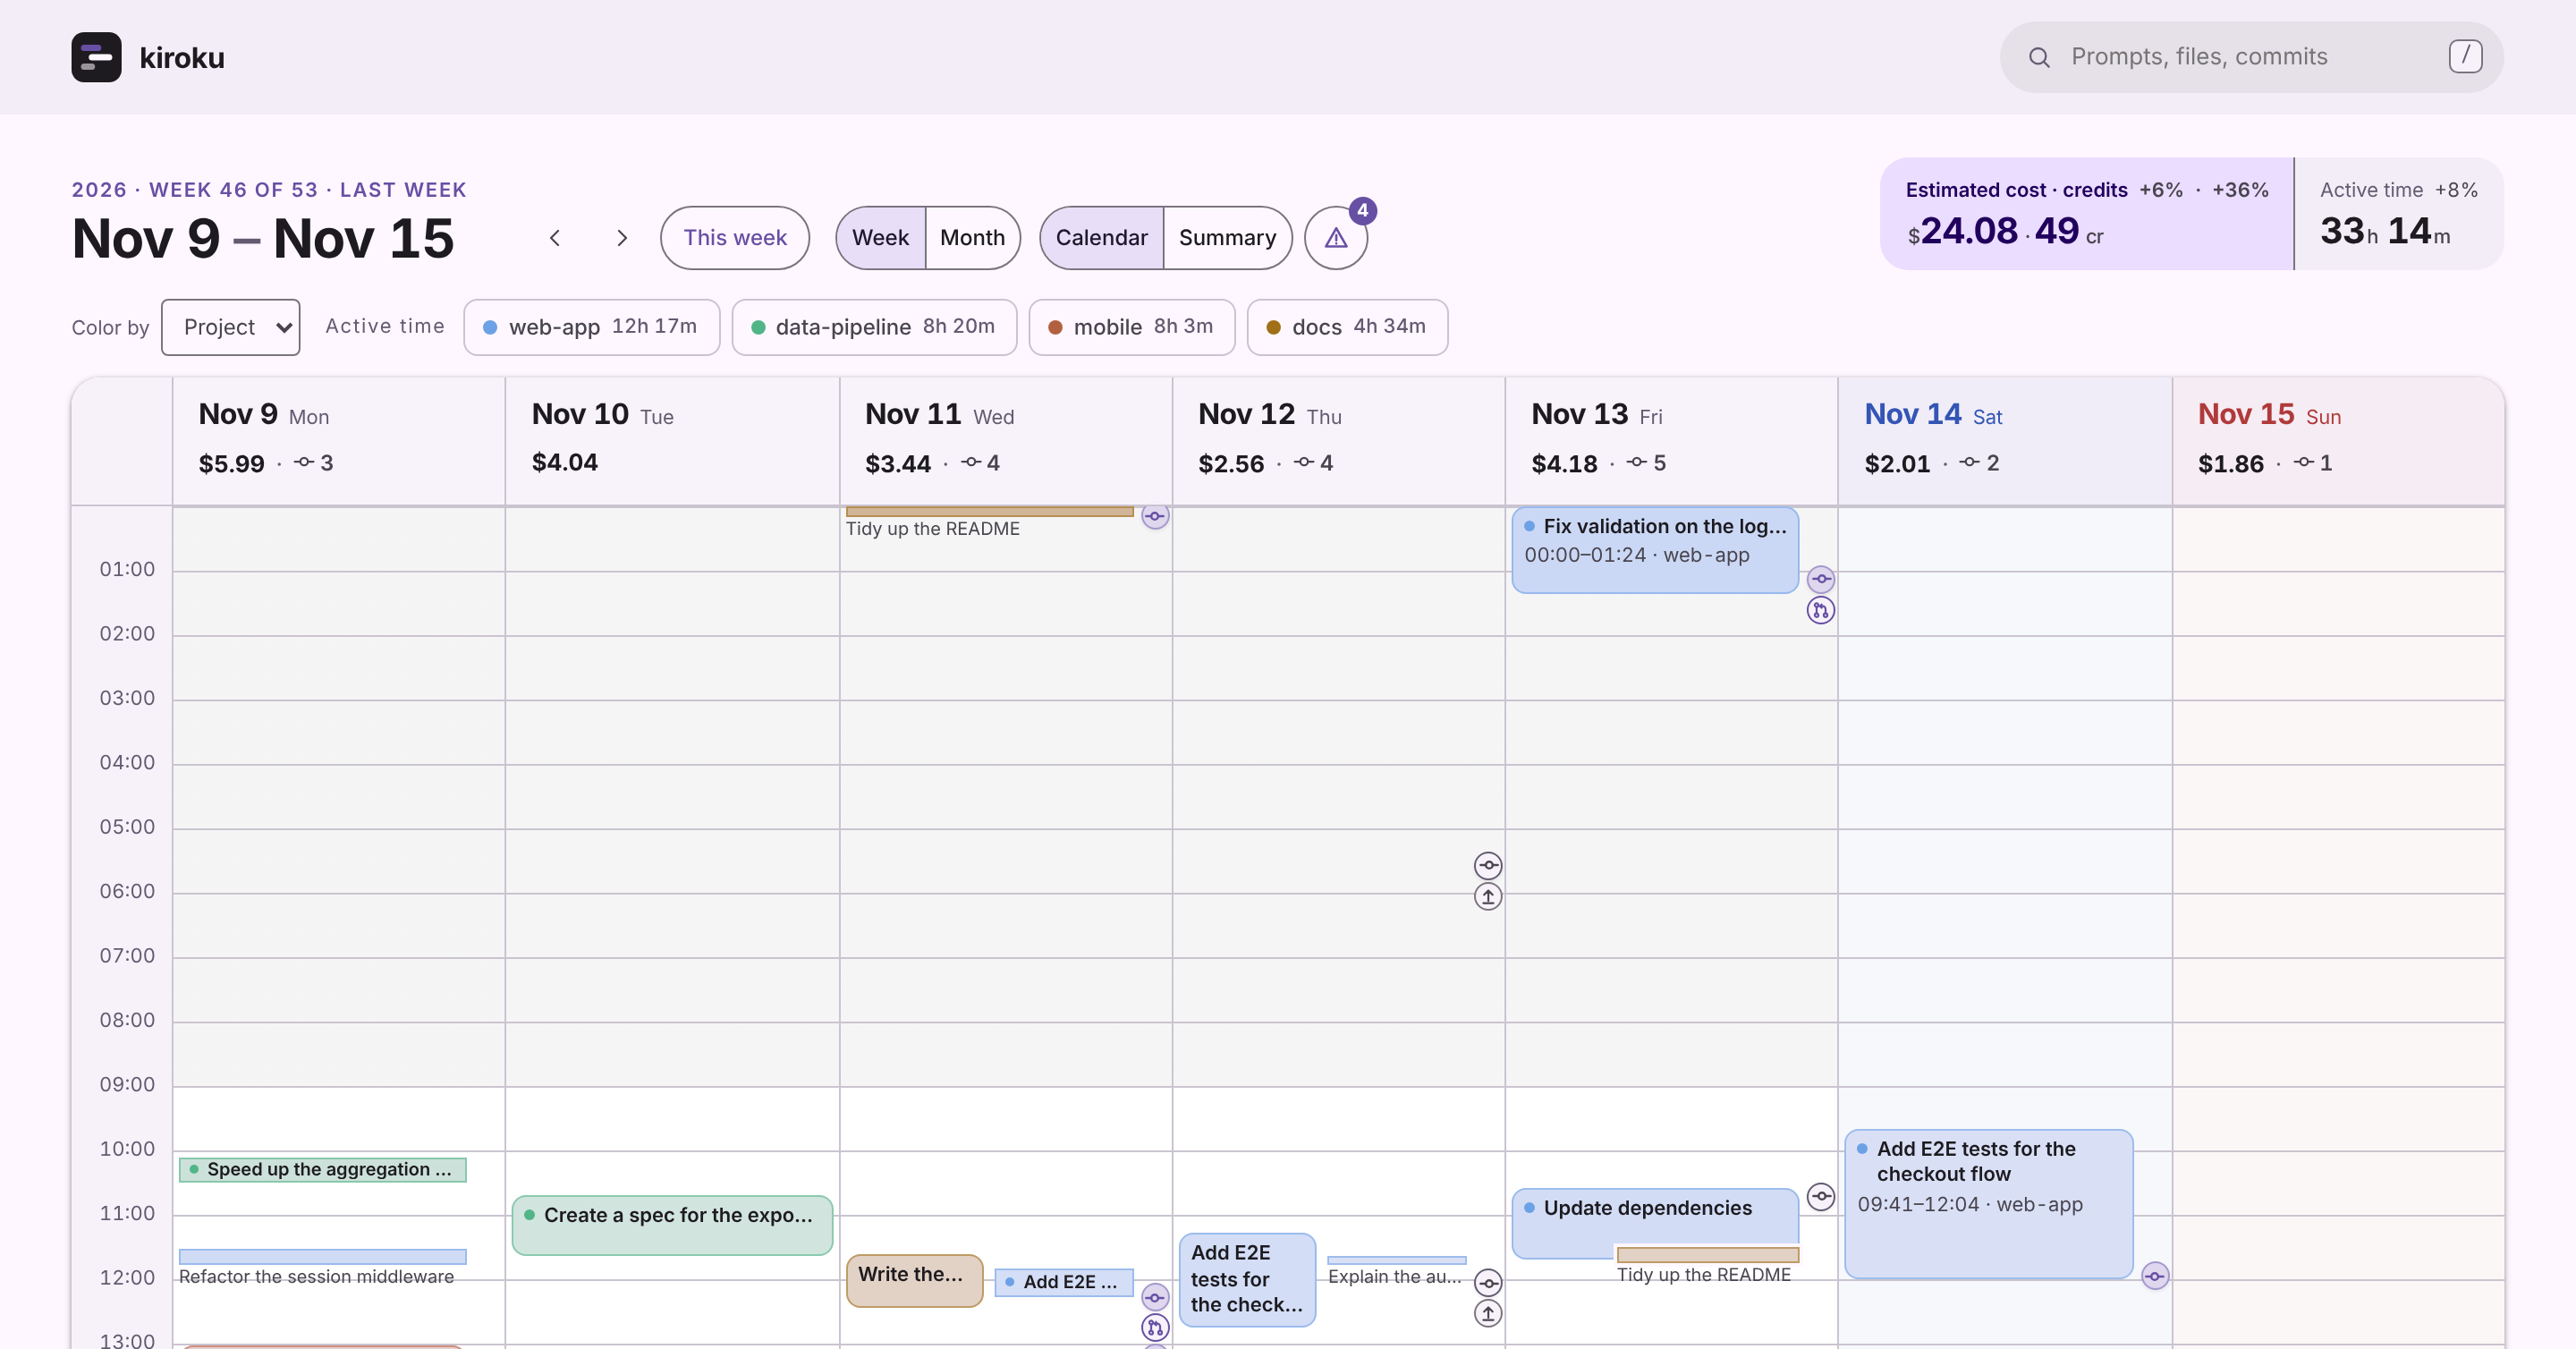 kiroku
Prompts, files, commits /
2026 · WEEK 46 OF 53 · LAST WEEK
Nov 9 – Nov 15
This week
Week Month
Calendar Summary
4
Estimated cost · credits +6% · +36%
$24.08 · 49 cr
Active time +8%
33h 14m
Color by Project Active time web-app 12h 17m data-pipeline 8h 20m mobile 8h 3m docs 4h 34m
Nov 9 Mon
$5.99 · 3
Nov 10 Tue
$4.04
Nov 11 Wed
$3.44 · 4
Nov 12 Thu
$2.56 · 4
Nov 13 Fri
$4.18 · 5
Nov 14 Sat
$2.01 · 2
Nov 15 Sun
$1.86 · 1
Tidy up the README
Fix validation on the log...
00:00–01:24 · web-app
01:00
02:00
03:00
04:00
05:00
06:00
07:00
08:00
09:00
10:00
Speed up the aggregation ...
Add E2E tests for the
checkout flow
09:41–12:04 · web-app
11:00
Create a spec for the expo...
Update dependencies
12:00
Refactor the session middleware
Write the...
Add E2E ...
Add E2E
tests for
the check...
Explain the au...
Tidy up the README
13:00